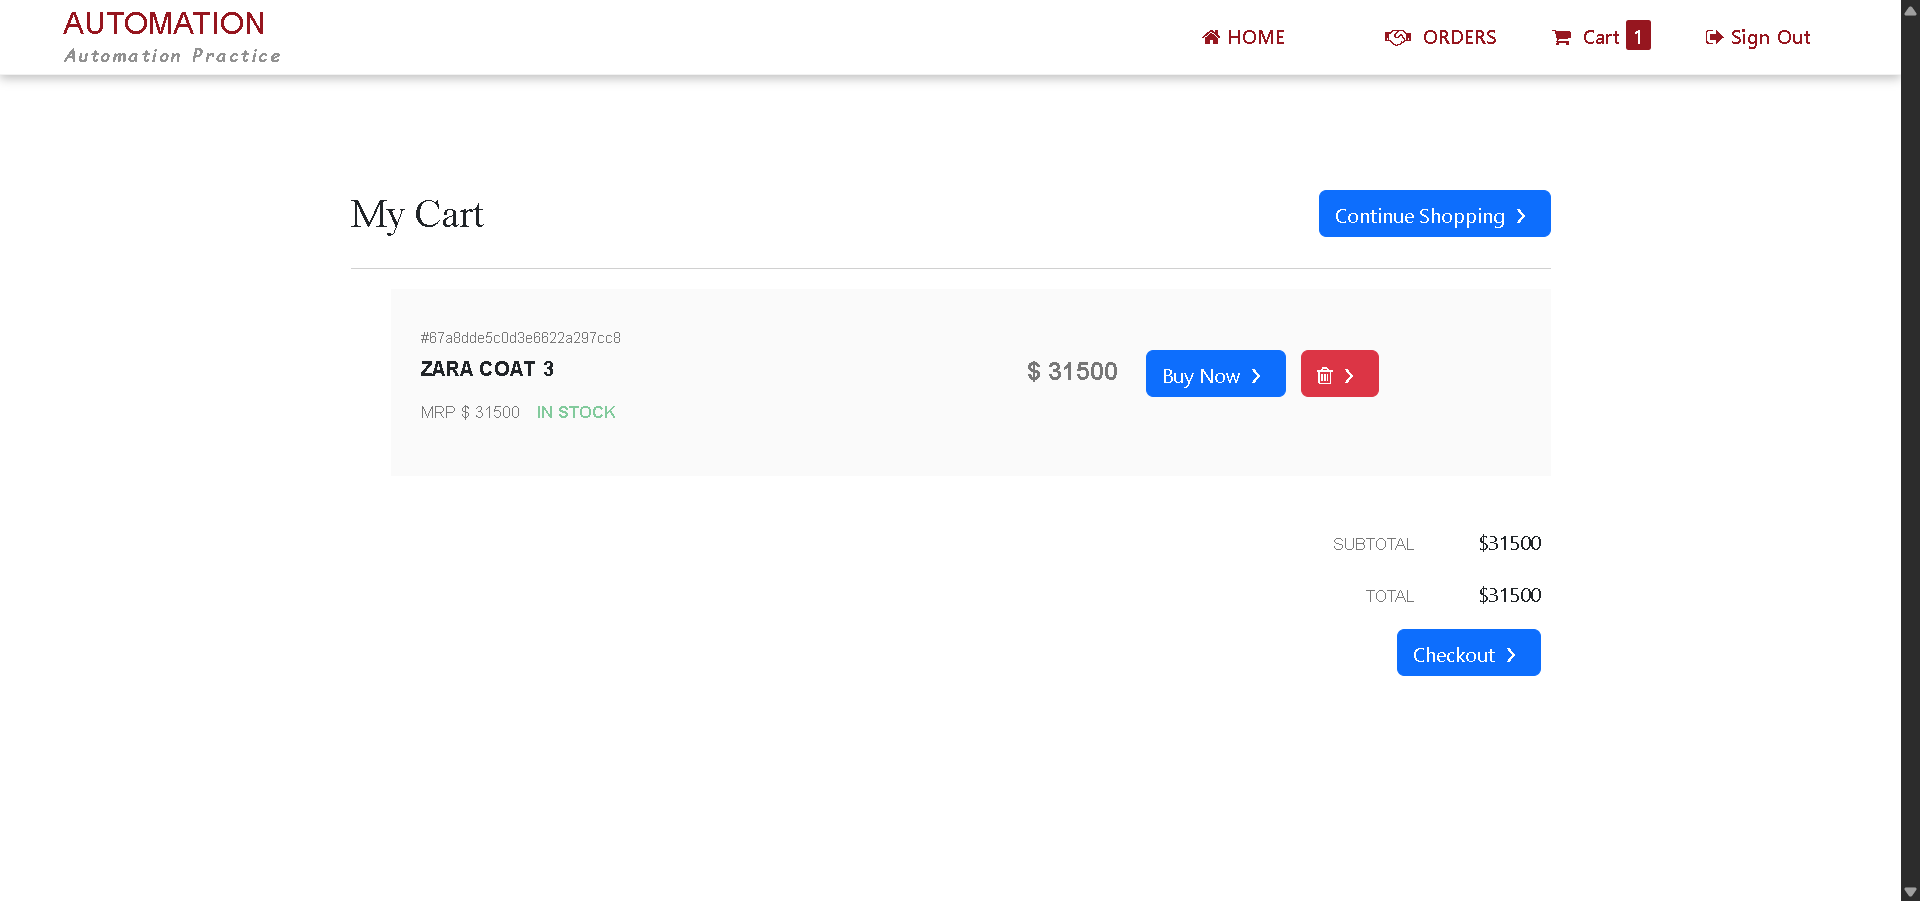 AUTOMATION
Automation Practice
HOME
ORDERS
Cart 1
Sign Out
My Cart
Continue Shopping
#67a8dde5c0d3e6622a297cc8
ZARA COAT 3
MRP $ 31500 IN STOCK
$ 31500
Buy Now
SUBTOTAL $31500
TOTAL $31500
Checkout